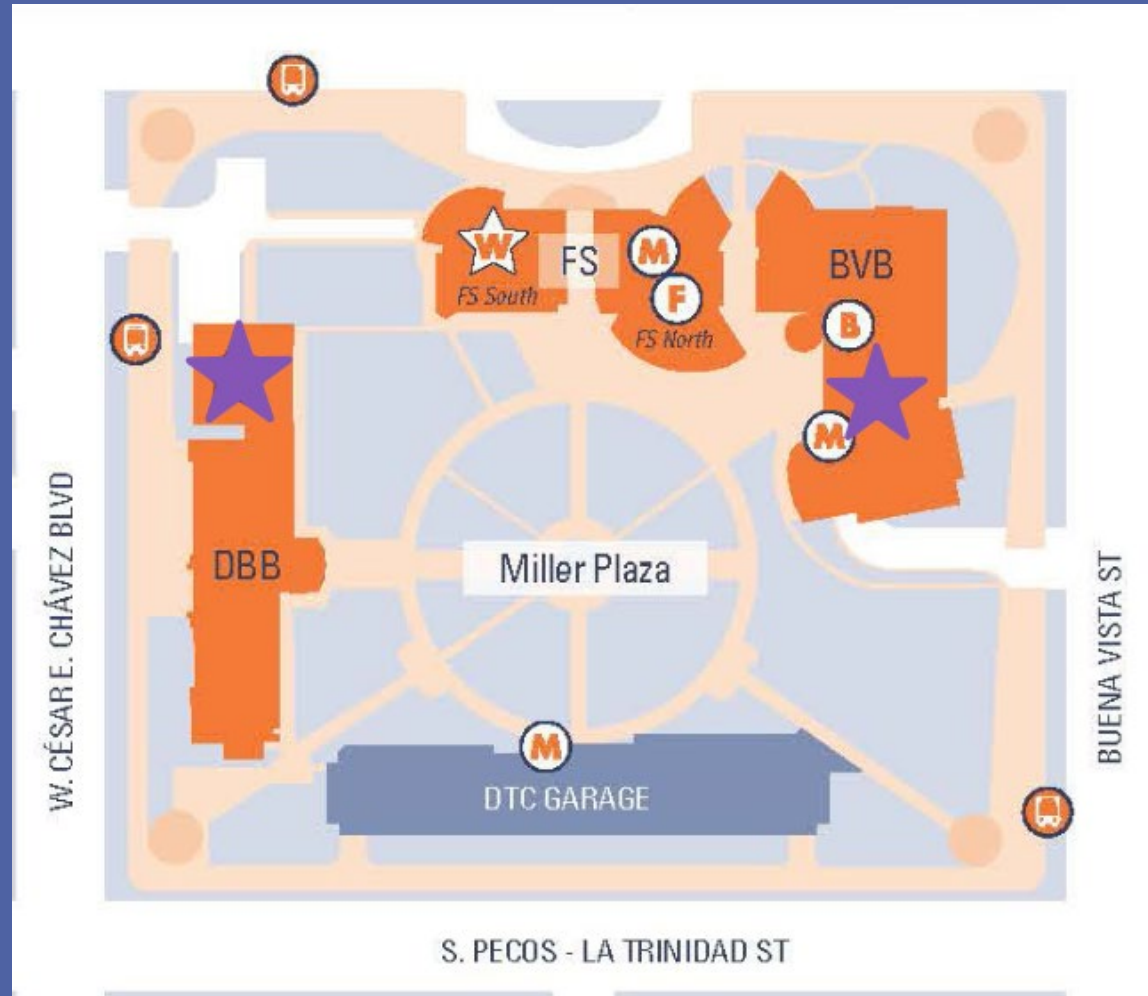 W
FS
M
BVB
FS South
F
FS North
B
M
W. CÉSAR E. CHÁVEZ BLVD
DBB
Miller Plaza
BUENA VISTA ST
M
DTC GARAGE
S. PECOS - LA TRINIDAD ST